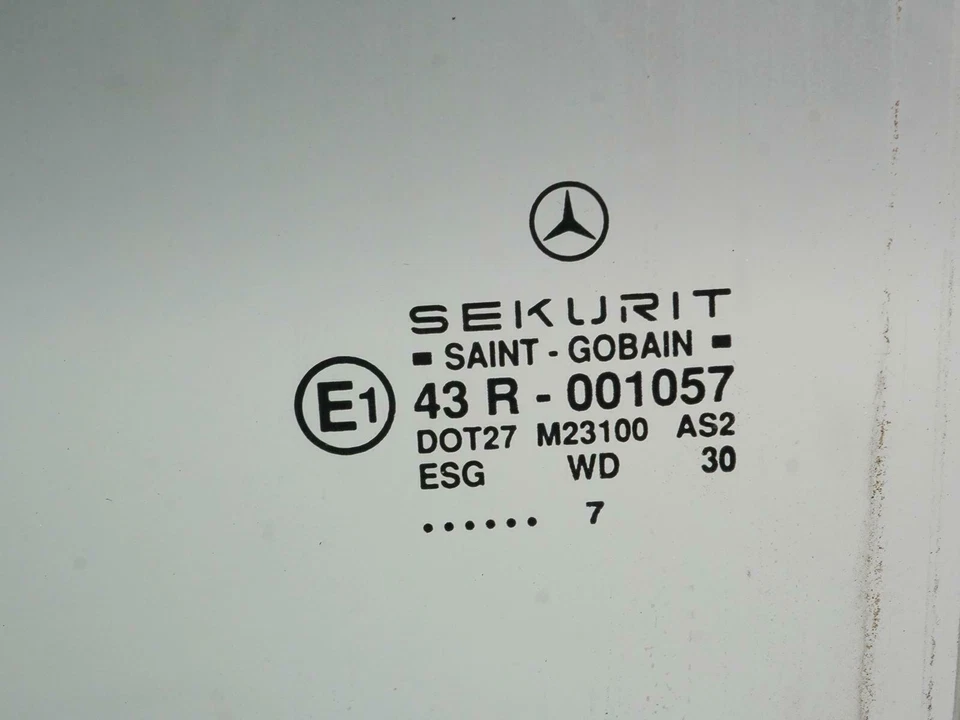 SEKURIT
SAINT - GOBAIN
E1 43 R - 001057
DOT27 M23100 AS2
ESG WD 30
...... 7